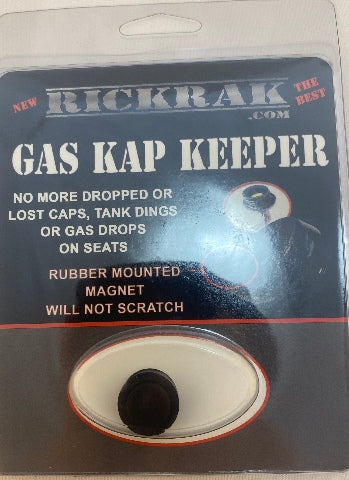 NEW
RICKRAK
THE
BEST
.COM
GAS KAP KEEPER
NO MORE DROPPED OR
LOST CAPS, TANK DINGS
OR GAS DROPS
ON SEATS
RUBBER MOUNTED
MAGNET
WILL NOT SCRATCH